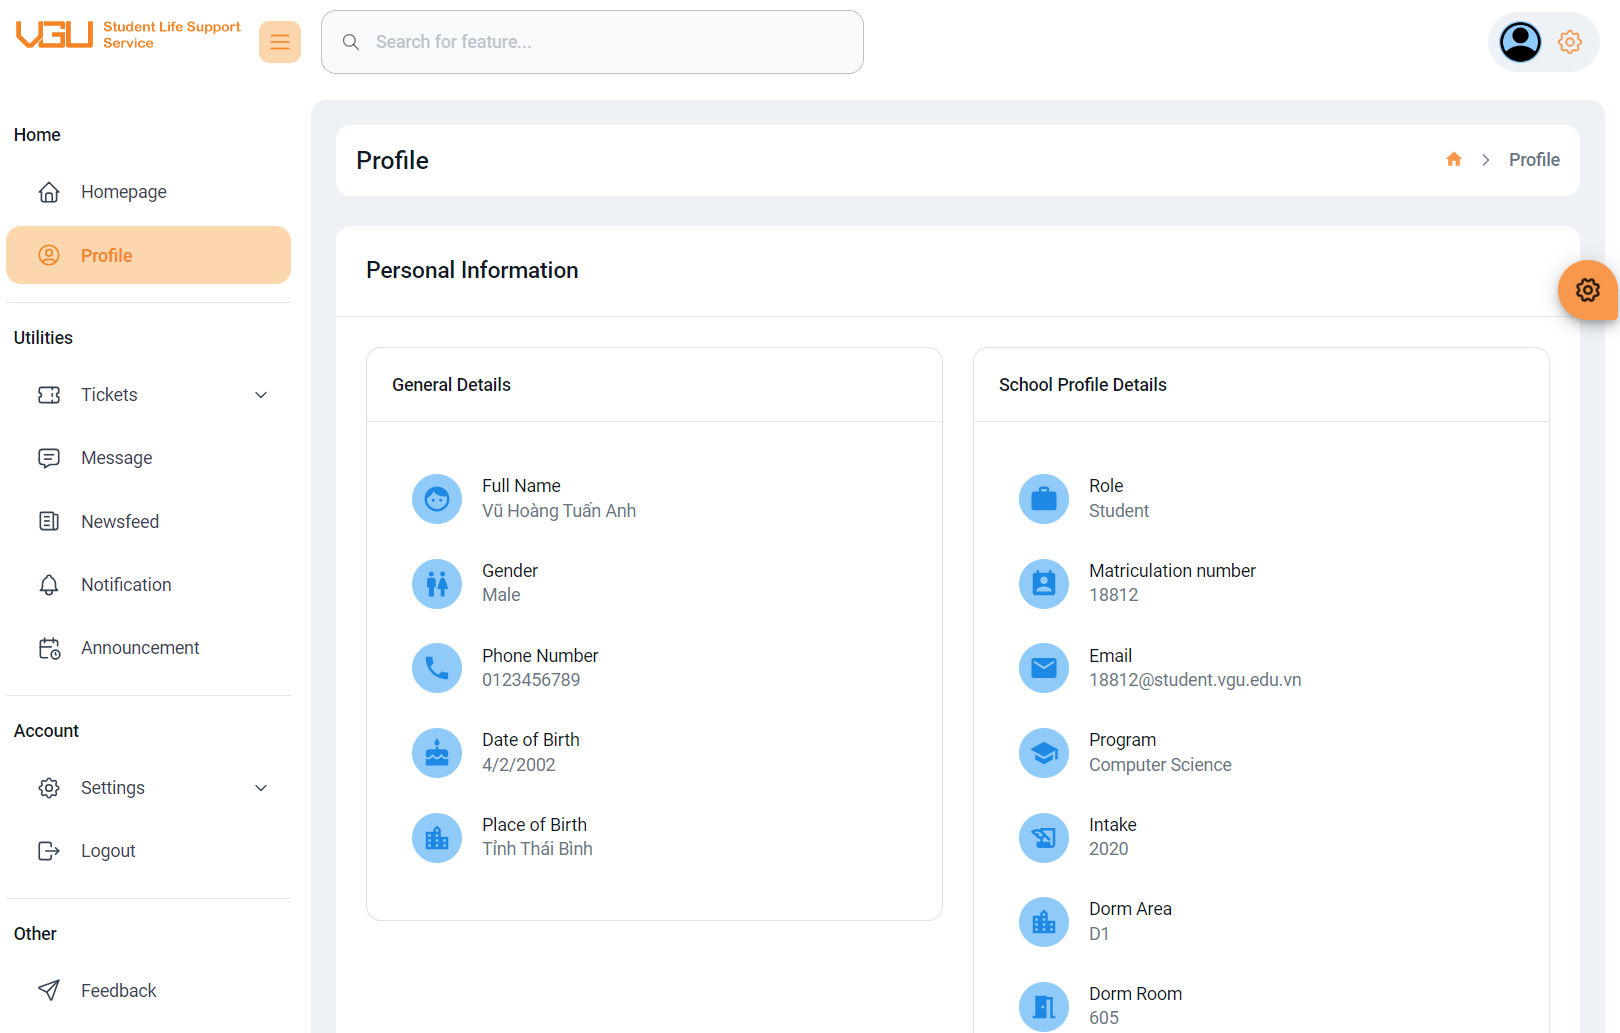 VGU Student Life Support
Service
Search for feature...
Home
Homepage
Profile
Utilities
Tickets
Message
Newsfeed
Notification
Announcement
Account
Settings
Logout
Other
Feedback
Profile
Profile
Personal Information
General Details
Full Name
Vũ Hoàng Tuấn Anh
Gender
Male
Phone Number
0123456789
Date of Birth
4/2/2002
Place of Birth
Tỉnh Thái Bình
School Profile Details
Role
Student
Matriculation number
18812
Email
18812@student.vgu.edu.vn
Program
Computer Science
Intake
2020
Dorm Area
D1
Dorm Room
605